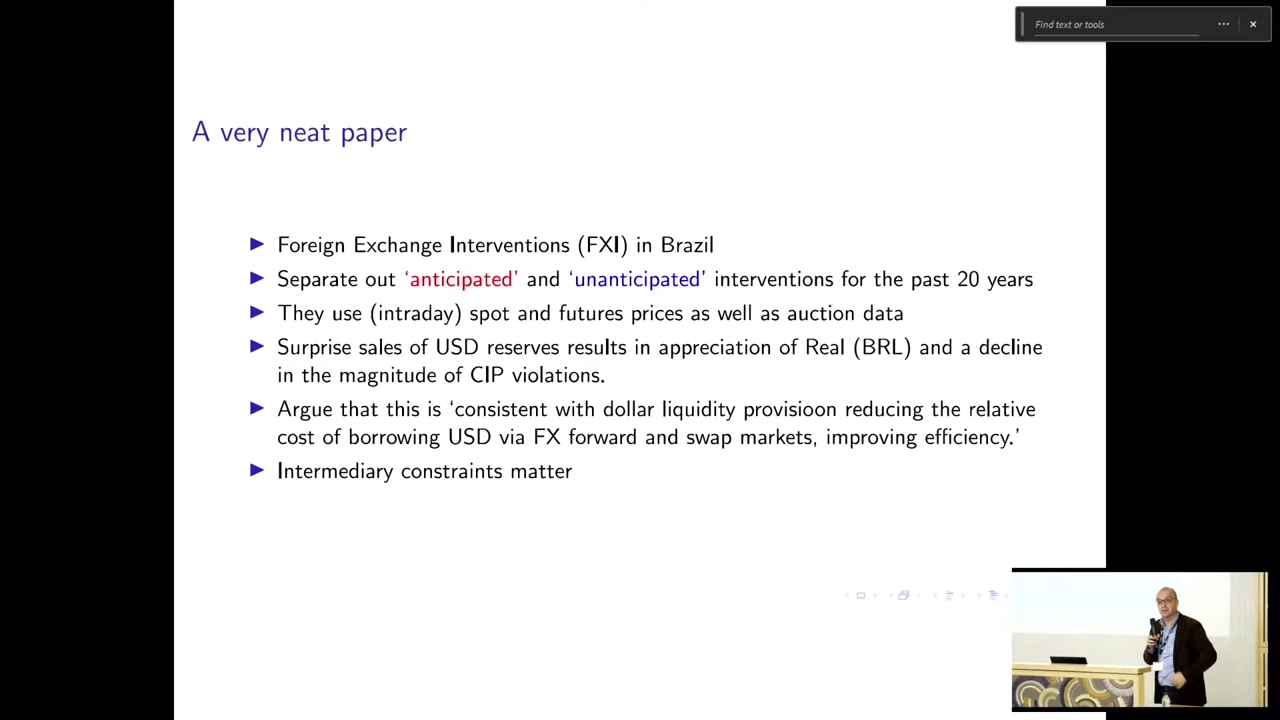 Find text or tools
A very neat paper
Foreign Exchange Interventions (FXI) in Brazil
Separate out ‘anticipated’ and ‘unanticipated’ interventions for the past 20 years
They use (intraday) spot and futures prices as well as auction data
Surprise sales of USD reserves results in appreciation of Real (BRL) and a decline
in the magnitude of CIP violations.
Argue that this is ‘consistent with dollar liquidity provisioon reducing the relative
cost of borrowing USD via FX forward and swap markets, improving efficiency.’
Intermediary constraints matter